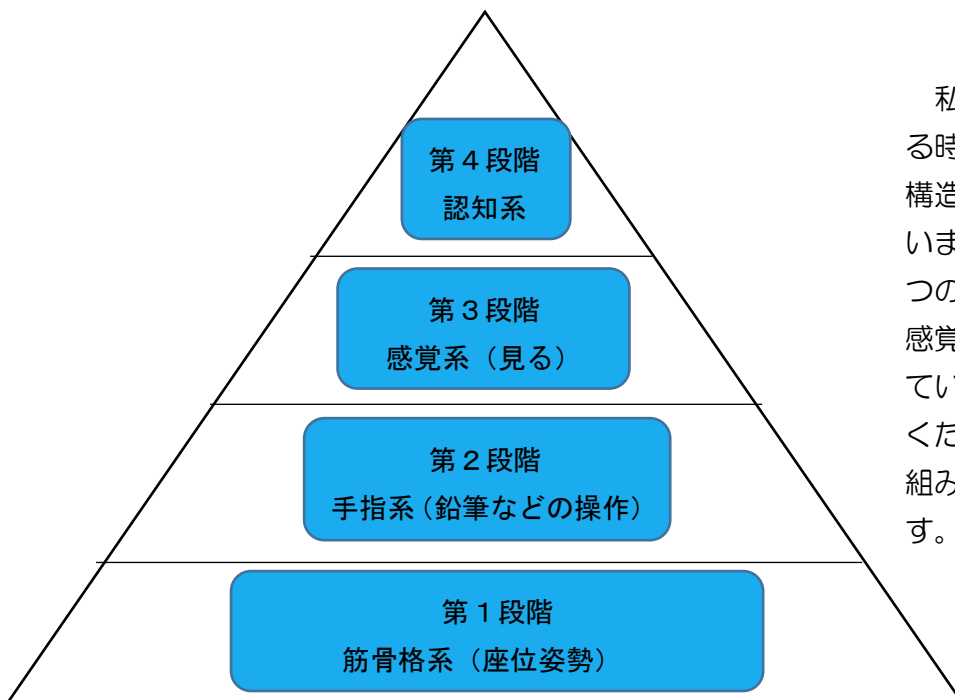 第4段階
認知系
第3段階
感覚系（見る）
第2段階
手指系（鉛筆などの操作）
第1段階
筋骨格系（座位姿勢）
私
る時
構造
いま
つの
感覚
てい
くだ
組み
す。